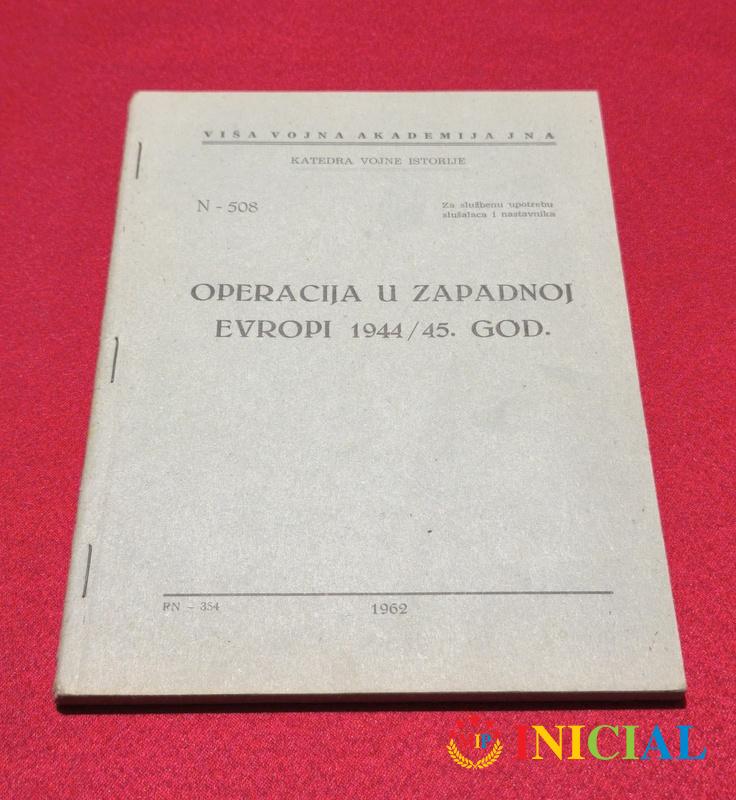 VIŠA VOJNA AKADEMIJA JNA
KATEDRA VOJNE ISTORIJE
N - 508
Za službenu upotrebu
slušalaca i nastavnika
OPERACIJA U ZAPADNOJ
EVROPI 1944/45. GOD.
RN - 354
1962
IP INICIAL